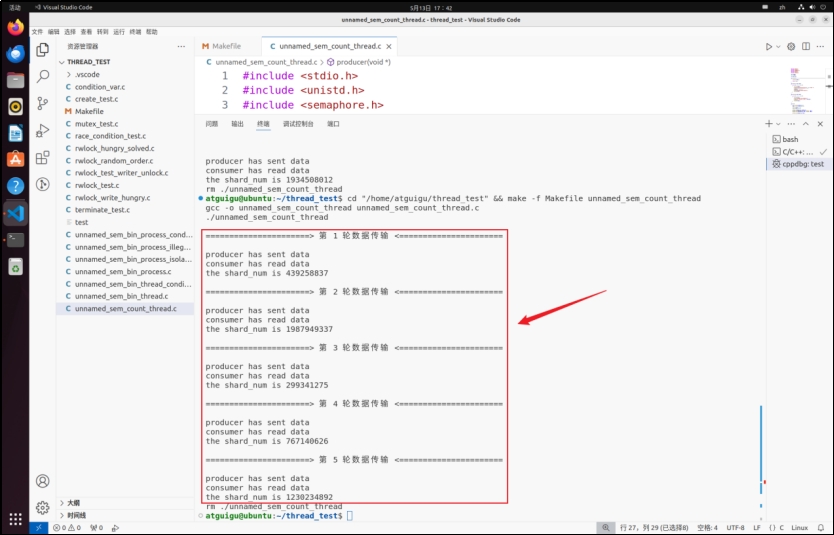 活动
Visual Studio Code
5月13日 17：42
zh
unnamed_sem_count_thread.c - thread_test - Visual Studio Code
文件 编辑 选择 查看 转到 运行 终端 帮助
资源管理器
THREAD_TEST
.vscode
C condition_var.c
C create_test.c
M Makefile
C mutex_test.c
C race_condition_test.c
C rwlock_hungry_solved.c
C rwlock_random_order.c
C rwlock_test_writer_unlock.c
C rwlock_test.c
C rwlock_write_hungry.c
C terminate_test.c
test
C unnamed_sem_bin_process_cond...
C unnamed_sem_bin_process_illeg...
C unnamed_sem_bin_process_isola...
C unnamed_sem_bin_process.c
C unnamed_sem_bin_thread_condi...
C unnamed_sem_bin_thread.c
C unnamed_sem_count_thread.c
大纲
时间线
M Makefile
C unnamed_sem_count_thread.c ×
C unnamed_sem_count_thread.c > producer(void *)
1 #include <stdio.h>
2 #include <unistd.h>
3 #include <semaphore.h>
问题 输出 终端 调试控制台 端口
producer has sent data
consumer has read data
the shard_num is 1934508012
rm ./unnamed_sem_count_thread
atguigu@ubuntu:~/thread_test$ cd "/home/atguigu/thread_test" && make -f Makefile unnamed_sem_count_thread
gcc -o unnamed_sem_count_thread unnamed_sem_count_thread.c
./unnamed_sem_count_thread
=======================> 第 1 轮数据传输 <=======================
producer has sent data
consumer has read data
the shard_num is 439258837
=======================> 第 2 轮数据传输 <=======================
producer has sent data
consumer has read data
the shard_num is 1987949337
=======================> 第 3 轮数据传输 <=======================
producer has sent data
consumer has read data
the shard_num is 299341275
=======================> 第 4 轮数据传输 <=======================
producer has sent data
consumer has read data
the shard_num is 767140626
=======================> 第 5 轮数据传输 <=======================
producer has sent data
consumer has read data
the shard_num is 1230234892
rm ./unnamed_sem_count_thread
atguigu@ubuntu:~/thread_test$
bash
C/C++: ...
cppdbg: test
0 0 0
行 27，列 29 (已选择8) 空格: 4 UTF-8 LF {} C Linux